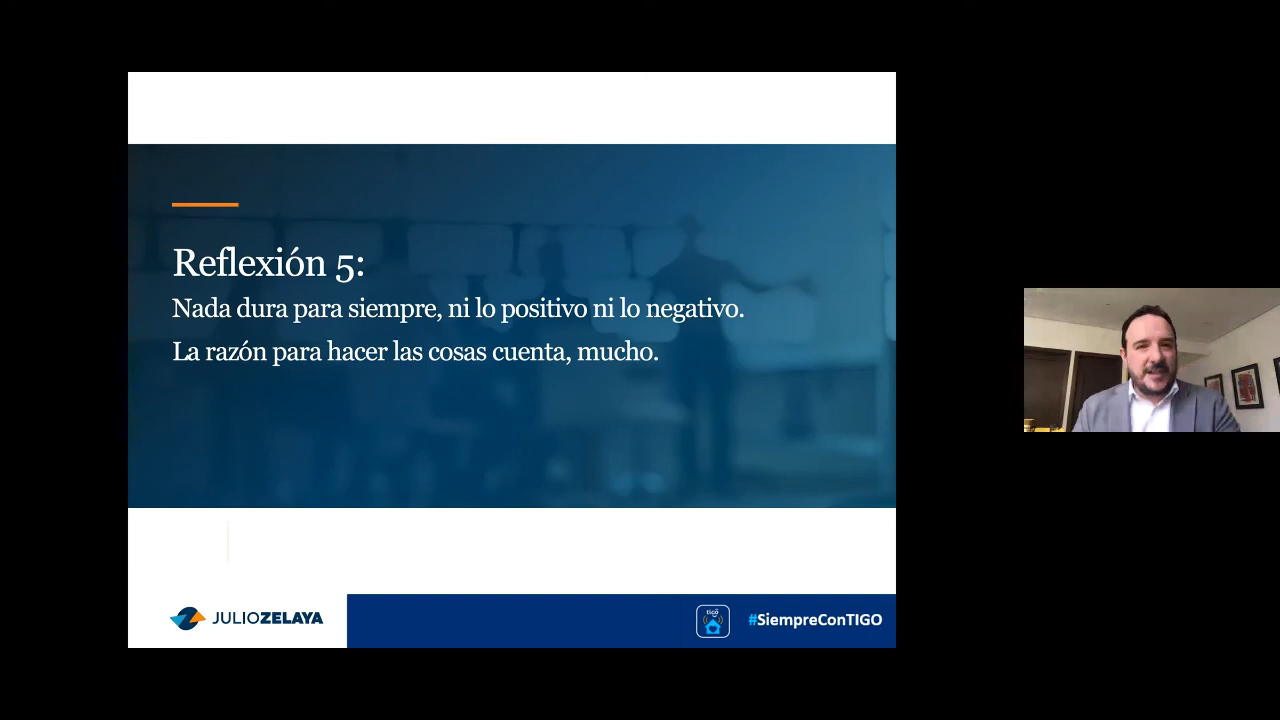 Reflexión 5:
Nada dura para siempre, ni lo positivo ni lo negativo.
La razón para hacer las cosas cuenta, mucho.
JULIOZELAYA
tigo
#SiempreConTIGO